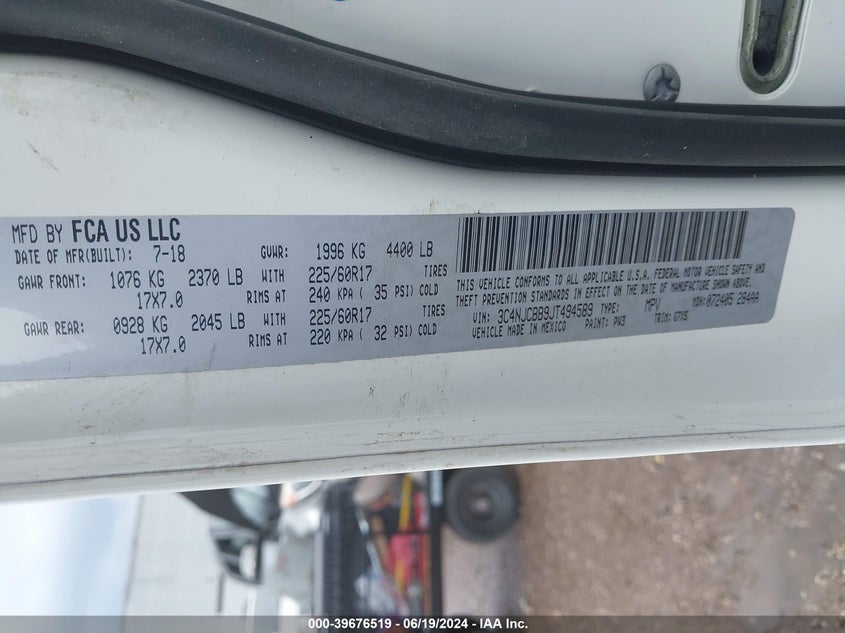 MFD BY FCA US LLC
DATE OF MFR(BUILT): 7-18 GVWR: 1996 KG 4400 LB
GAWR FRONT: 1076 KG 2370 LB WITH 225/60R17 TIRES
17X7.0 RIMS AT 240 KPA ( 35 PSI) COLD
GAWR REAR: 0928 KG 2045 LB WITH 225/60R17 TIRES
17X7.0 RIMS AT 220 KPA ( 32 PSI) COLD
THIS VEHICLE CONFORMS TO ALL APPLICABLE U.S.A. FEDERAL MOTOR VEHICLE SAFETY AND
THEFT PREVENTION STANDARDS IN EFFECT ON THE DATE OF MANUFACTURE SHOWN ABOVE.
VIN: 3C4NJCBB9JT494589 TYPE: MPV MDH: 072405 284AA
VEHICLE MADE IN MEXICO PAINT: PW3 TRIM:
000-39676519 / 06/19/2024 / © IAA Inc.